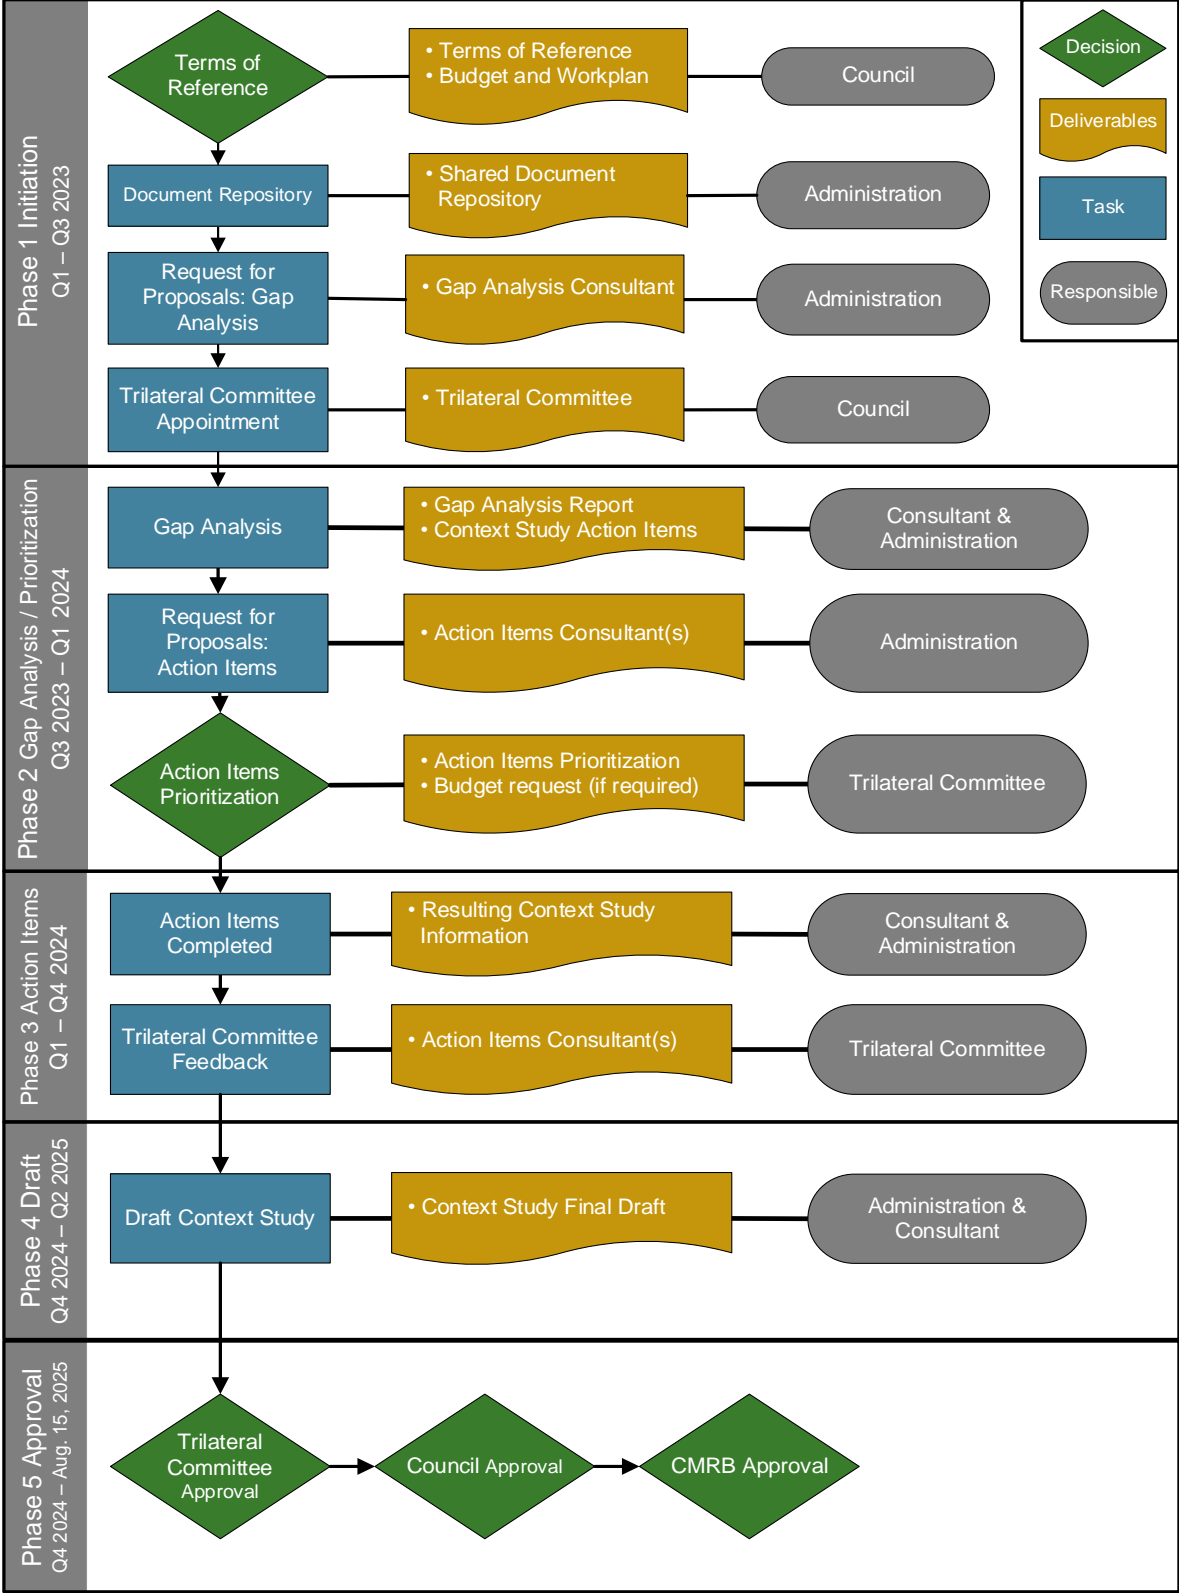 Phase 1 Initiation
Q1 – Q3 2023
Terms of
Reference
• Terms of Reference
• Budget and Workplan
Council
Document Repository
• Shared Document
Repository
Administration
Request for
Proposals: Gap
Analysis
• Gap Analysis Consultant
Administration
Trilateral Committee
Appointment
• Trilateral Committee
Council
Decision
Deliverables
Task
Responsible
Phase 2 Gap Analysis / Prioritization
Q3 2023 – Q1 2024
Gap Analysis
• Gap Analysis Report
• Context Study Action Items
Consultant &
Administration
Request for
Proposals:
Action Items
• Action Items Consultant(s)
Administration
Action Items
Prioritization
• Action Items Prioritization
• Budget request (if required)
Trilateral Committee
Phase 3 Action Items
Q1 – Q4 2024
Action Items
Completed
• Resulting Context Study
Information
Consultant &
Administration
Trilateral Committee
Feedback
• Action Items Consultant(s)
Trilateral Committee
Phase 4 Draft
Q4 2024 – Q2 2025
Draft Context Study
• Context Study Final Draft
Administration &
Consultant
Phase 5 Approval
Q4 2024 – Aug. 15, 2025
Trilateral
Committee
Approval
Council Approval
CMRB Approval